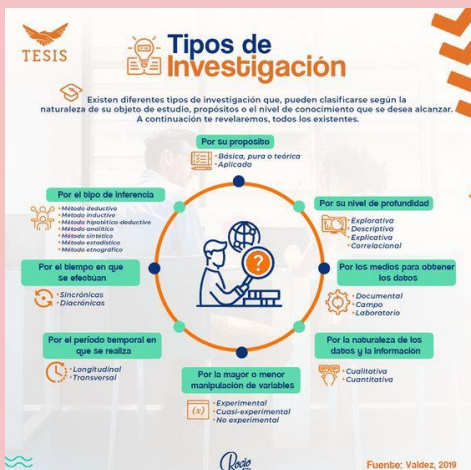 TESIS
Tipos de
Investigación
Existen diferentes tipos de investigación que, pueden clasificarse según la
naturaleza de su objeto de estudio, propósitos o el nivel de conocimiento que se desea alcanzar.
A continuación te revelaremos, todos los existentes.
Por su propósito
• Básica, pura o teórica
• Aplicada
Por su nivel de profundidad
• Explorativa
• Descriptiva
• Explicativa
• Correlacional
Por los medios para obtener
los datos
• Documental
• Campo
• Laboratorio
Por la naturaleza de los
datos y la información
• Cualitativa
• Cuantitativa
Por la mayor o menor
manipulación de variables
(x)
• Experimental
• Cuasi-experimental
• No experimental
Por el período temporal en
que se realiza
• Longitudinal
• Transversal
Por el tiempo en que
se efectúan
• Sincrónicas
• Diacrónicas
Por el tipo de inferencia
• Método deductivo
• Método inductivo
• Método hipotético-deductivo
• Método analítico
• Método sintético
• Método estadístico
• Método etnográfico
?
Rocio
Fuente: Valdez, 2019